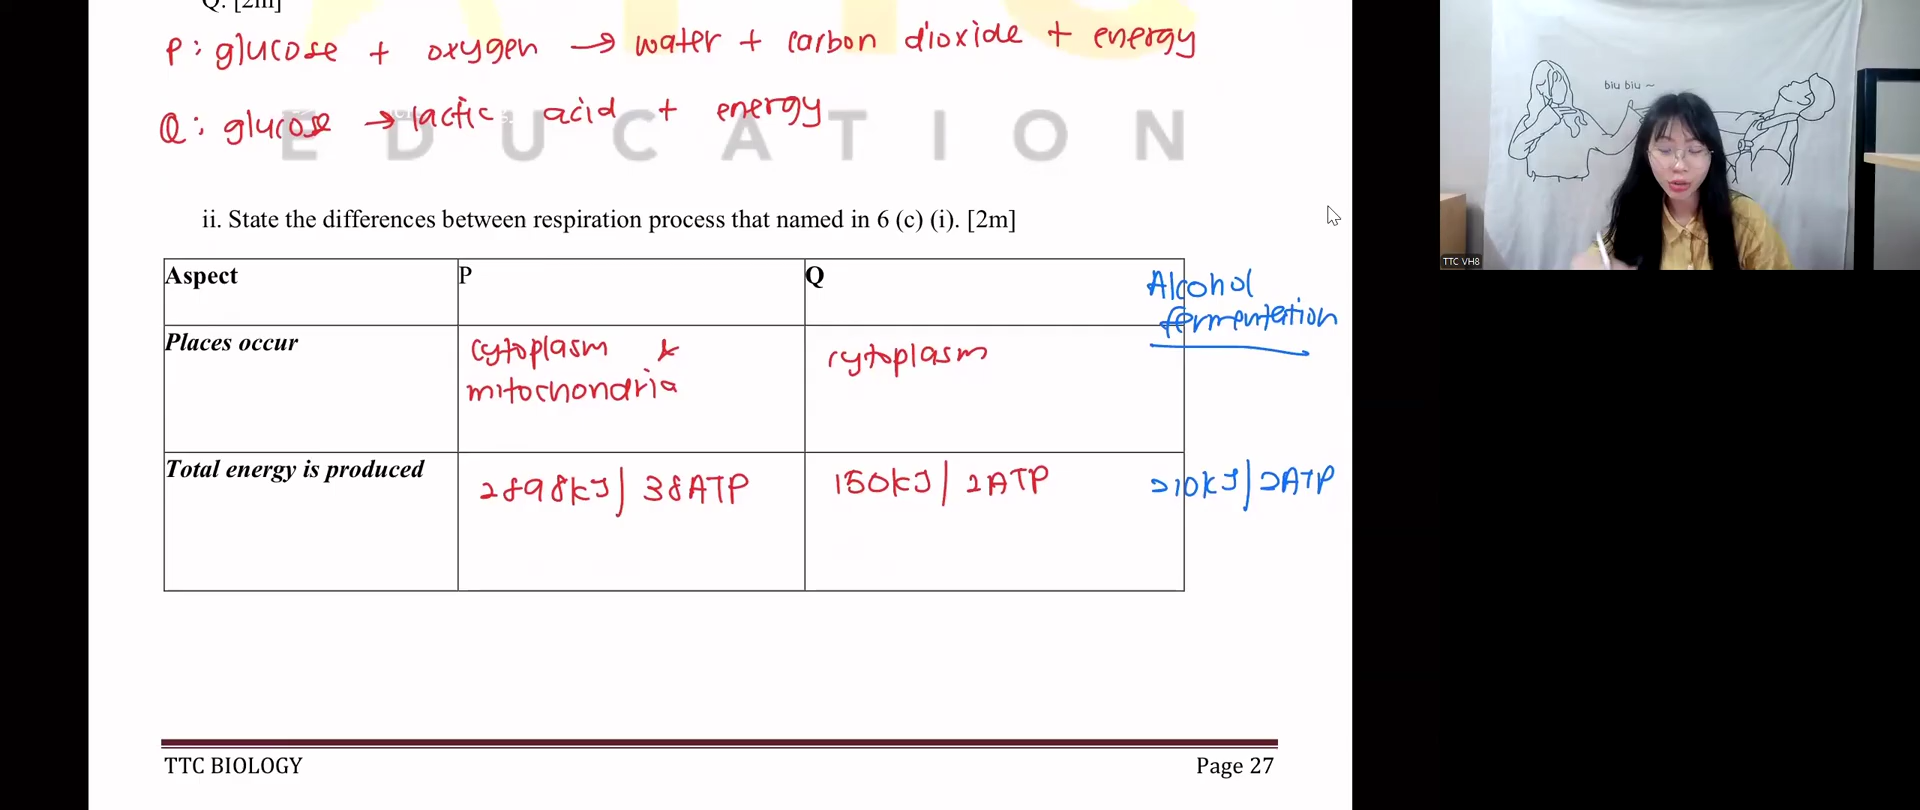 Q. [2m]
P: glucose + oxygen → water + carbon dioxide + energy
Q: glucose → lactic acid + energy
EDUCATION
ii. State the differences between respiration process that named in 6 (c) (i). [2m]
Aspect P Q
Alcohol
fermentation
Places occur cytoplasm & cytoplasm
mitochondria
Total energy is produced 2898kJ/38ATP 150kJ/2ATP 210kJ/2ATP
TTC BIOLOGY Page 27
biu biu ~
TTC VH8